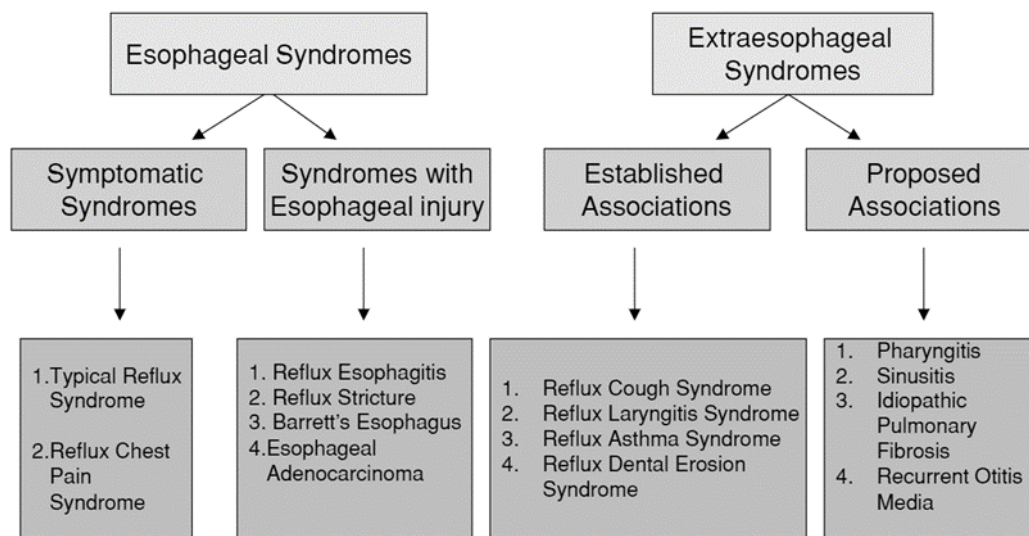 Esophageal Syndromes
Extraesophageal
Syndromes
Symptomatic
Syndromes
Syndromes with
Esophageal injury
Established
Associations
Proposed
Associations
1.Typical Reflux
Syndrome
2.Reflux Chest
Pain
Syndrome
1. Reflux Esophagitis
2. Reflux Stricture
3. Barrett's Esophagus
4.Esophageal
Adenocarcinoma
1. Reflux Cough Syndrome
2. Reflux Laryngitis Syndrome
3. Reflux Asthma Syndrome
4. Reflux Dental Erosion
Syndrome
1. Pharyngitis
2. Sinusitis
3. Idiopathic
Pulmonary
Fibrosis
4. Recurrent Otitis
Media